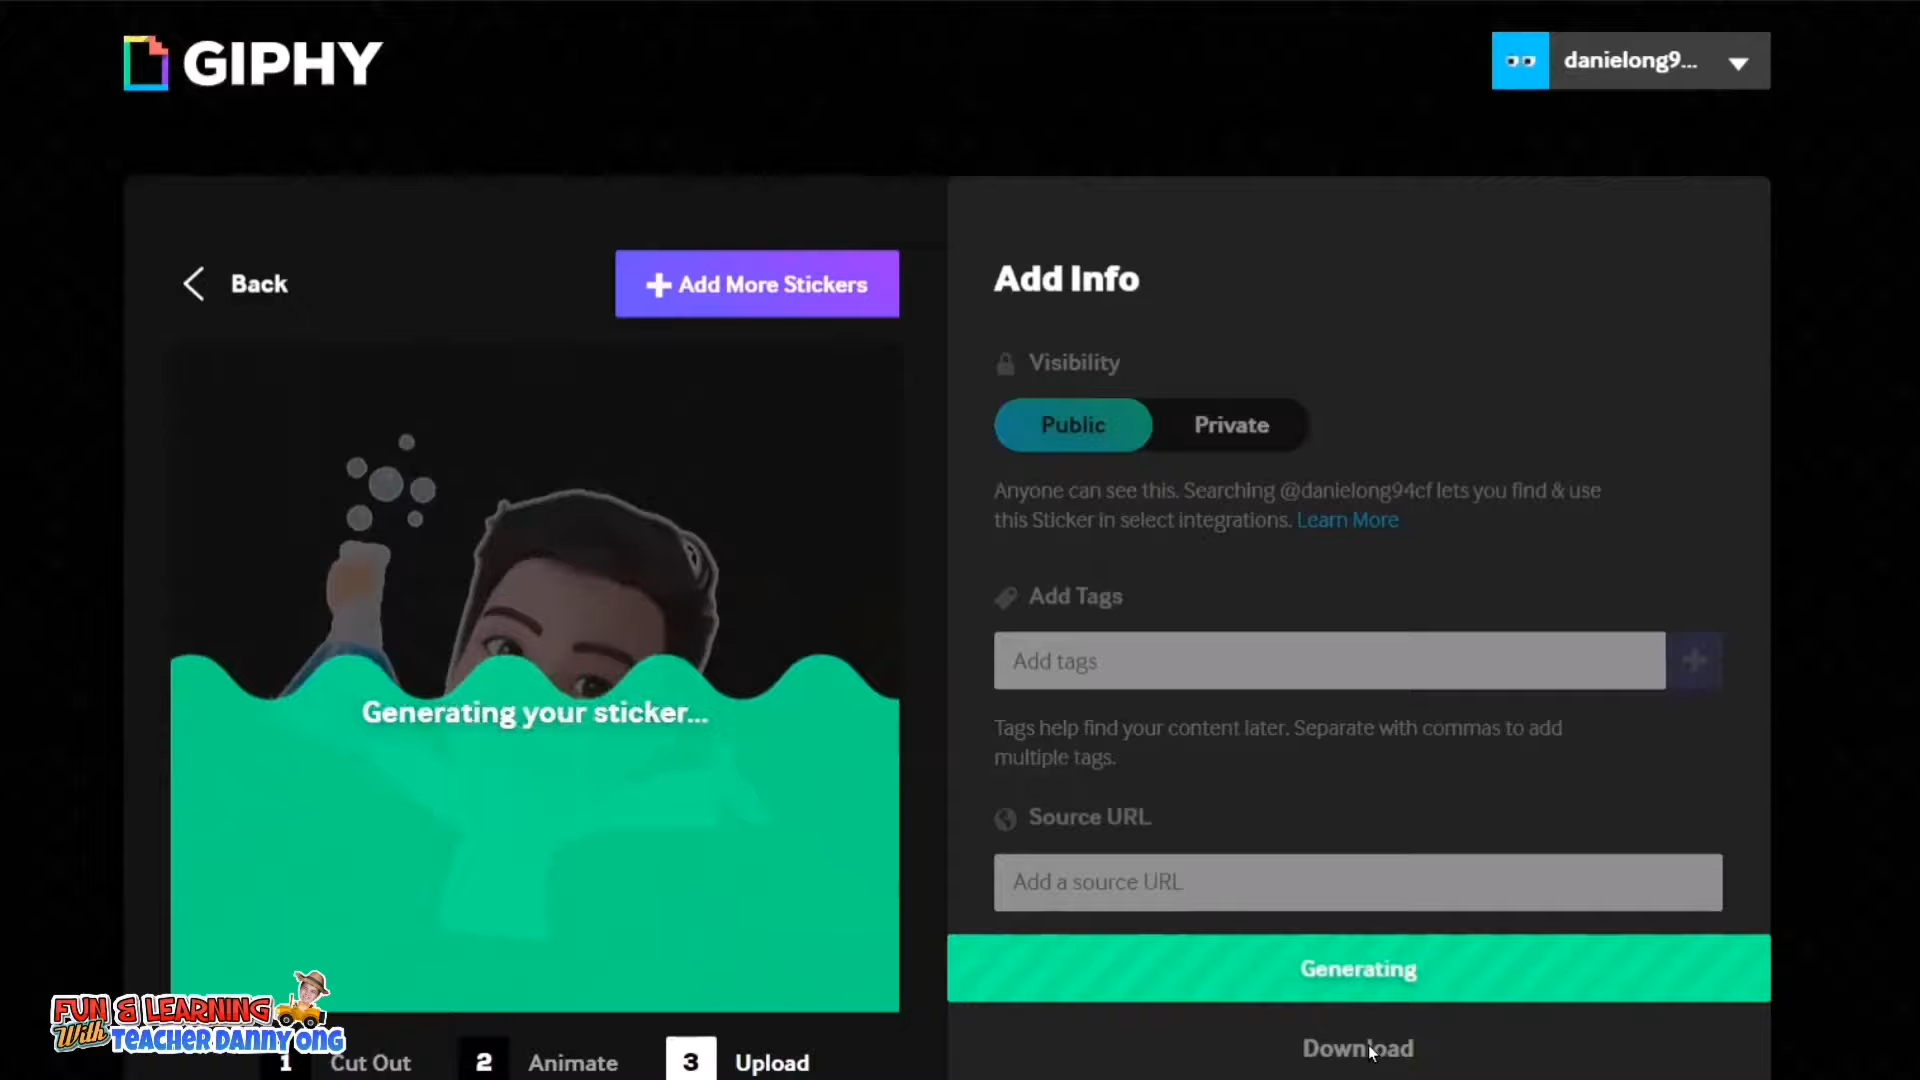 GIPHY
danielong9...
Back
Add More Stickers
Generating your sticker...
Add Info
Visibility
Public
Private
Anyone can see this. Searching @danielong94cf lets you find & use
this Sticker in select integrations. Learn More
Add Tags
Add tags
Tags help find your content later. Separate with commas to add
multiple tags.
Source URL
Add a source URL
Generating
Download
FUN & LEARNING
With TEACHER DANNY ONG
1 Cut Out
2 Animate
3 Upload